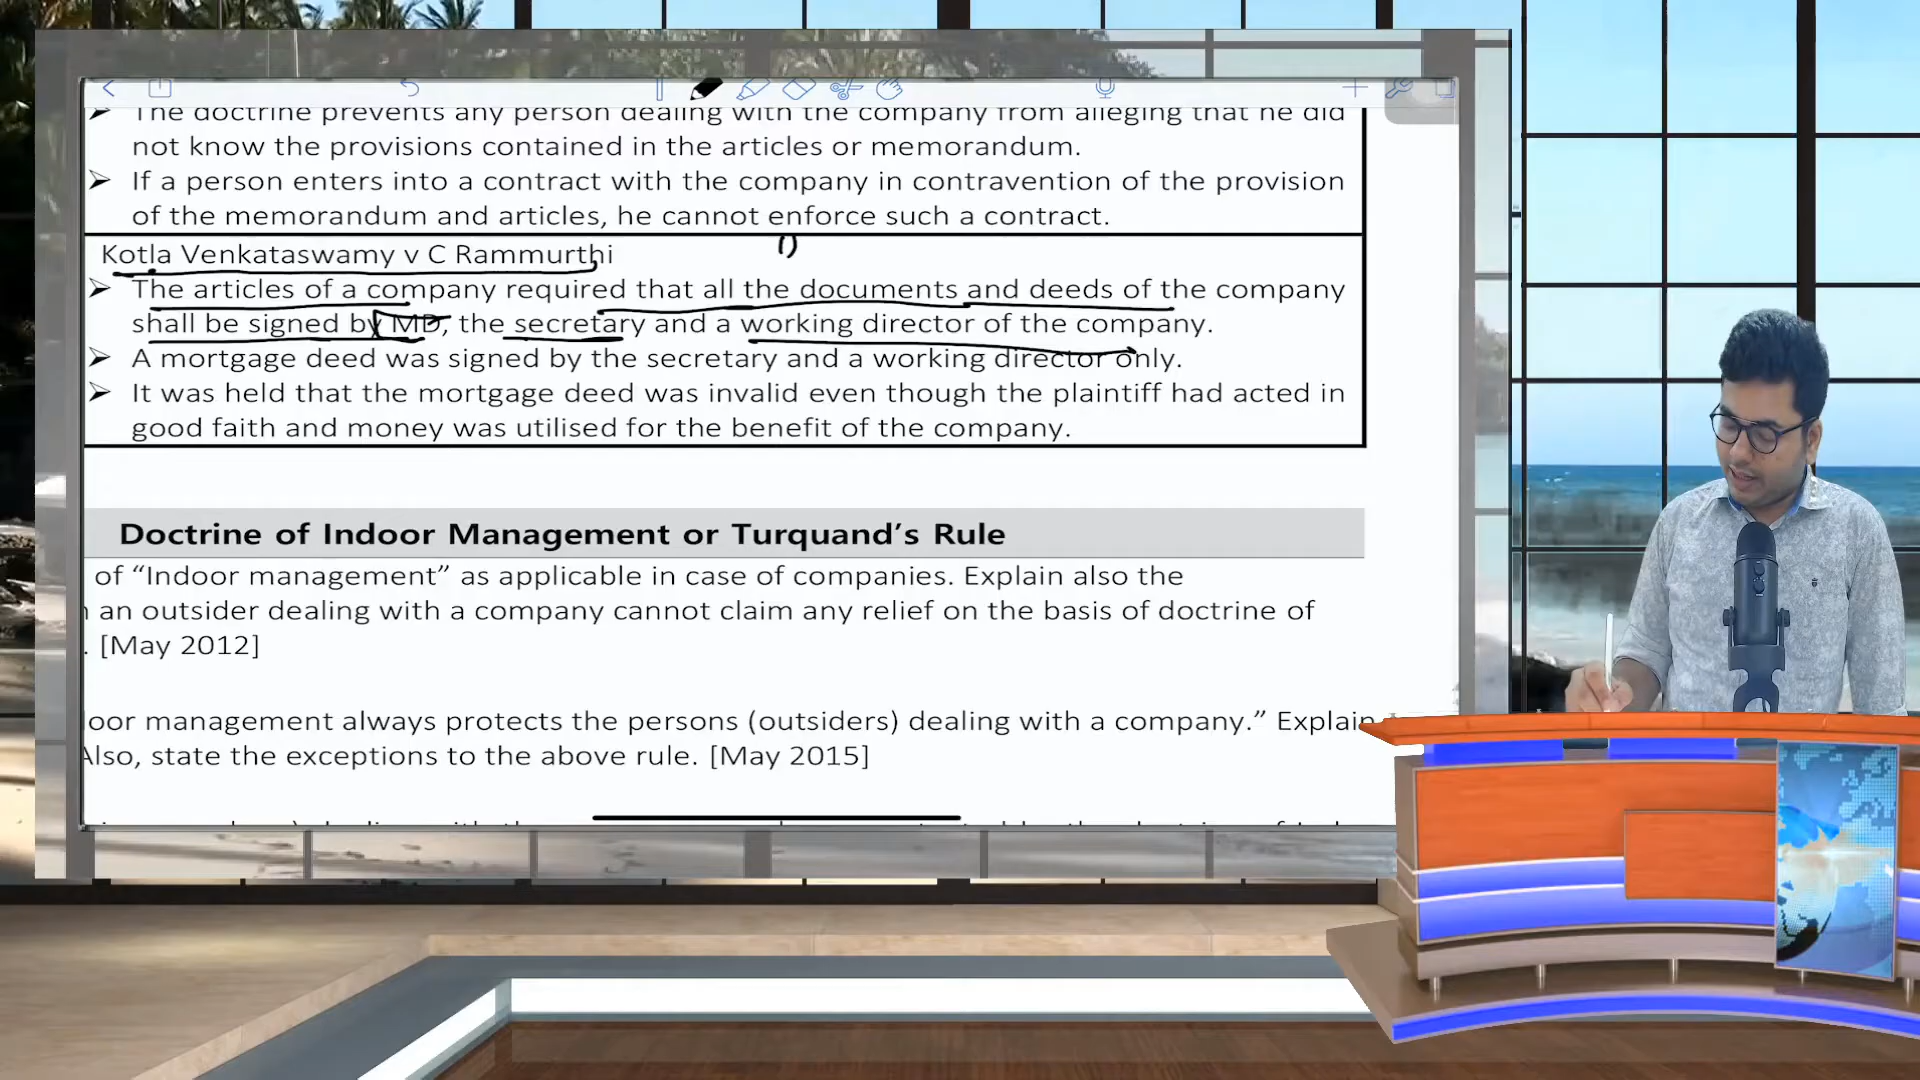 ➢ The doctrine prevents any person dealing with the company from alleging that he did
not know the provisions contained in the articles or memorandum.
➢ If a person enters into a contract with the company in contravention of the provision
of the memorandum and articles, he cannot enforce such a contract.
Kotla Venkataswamy v C Rammurthi
➢ The articles of a company required that all the documents and deeds of the company
shall be signed by MD, the secretary and a working director of the company.
➢ A mortgage deed was signed by the secretary and a working director only.
➢ It was held that the mortgage deed was invalid even though the plaintiff had acted in
good faith and money was utilised for the benefit of the company.
Doctrine of Indoor Management or Turquand’s Rule
of “Indoor management” as applicable in case of companies. Explain also the
an outsider dealing with a company cannot claim any relief on the basis of doctrine of
. [May 2012]
management always protects the persons (outsiders) dealing with a company.” Explain
Also, state the exceptions to the above rule. [May 2015]